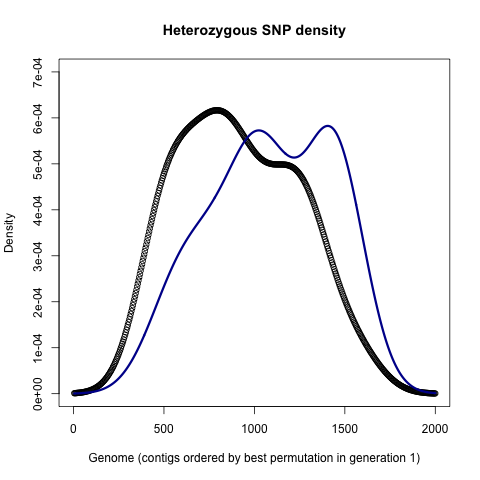 Heterozygous SNP density
Density
7e-04
6e-04
5e-04
4e-04
3e-04
2e-04
1e-04
0e+00
0 500 1000 1500 2000
Genome (contigs ordered by best permutation in generation 1)